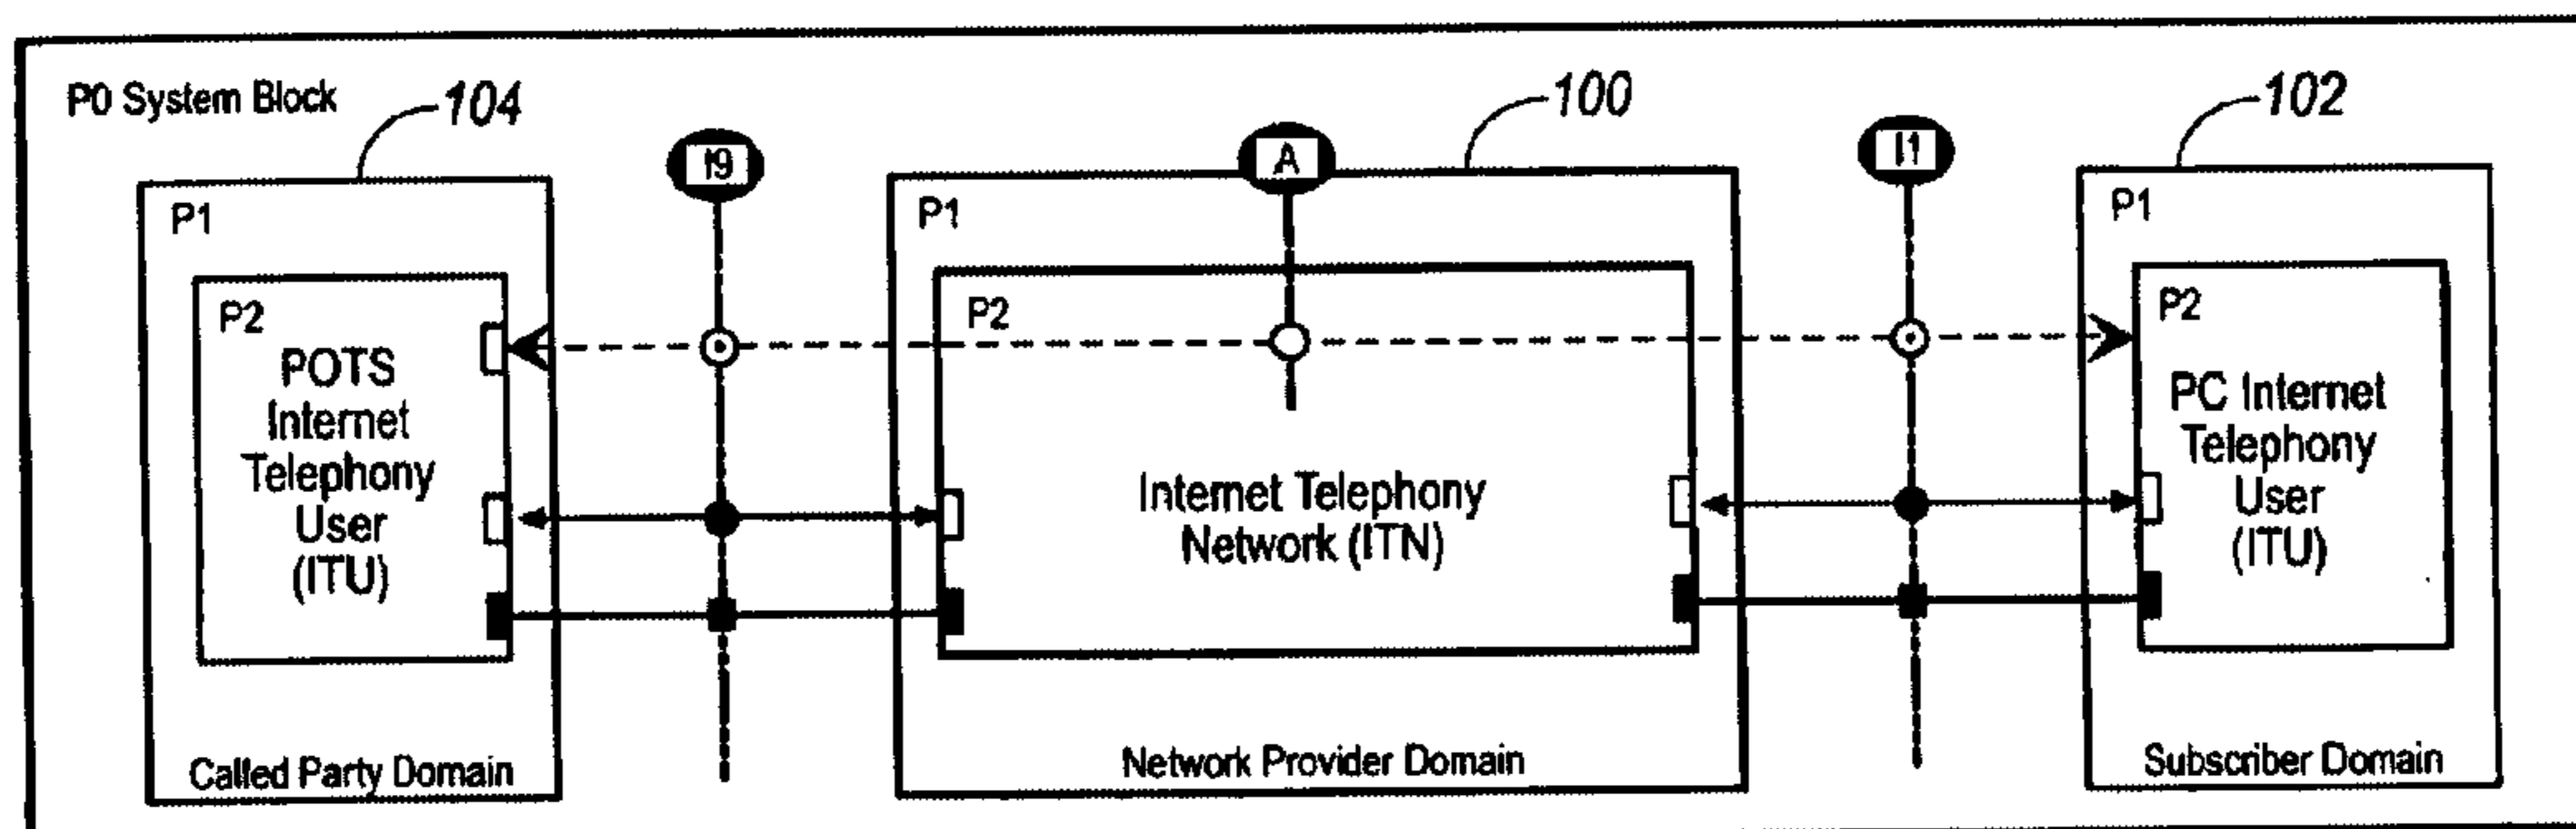 P0 System Block
104
100
102
I9
A
I1
P1
P1
P1
P2
POTS
Internet
Telephony
User
(ITU)
P2
Internet Telephony
Network (ITN)
P2
PC Internet
Telephony
User
(ITU)
Called Party Domain
Network Provider Domain
Subscriber Domain